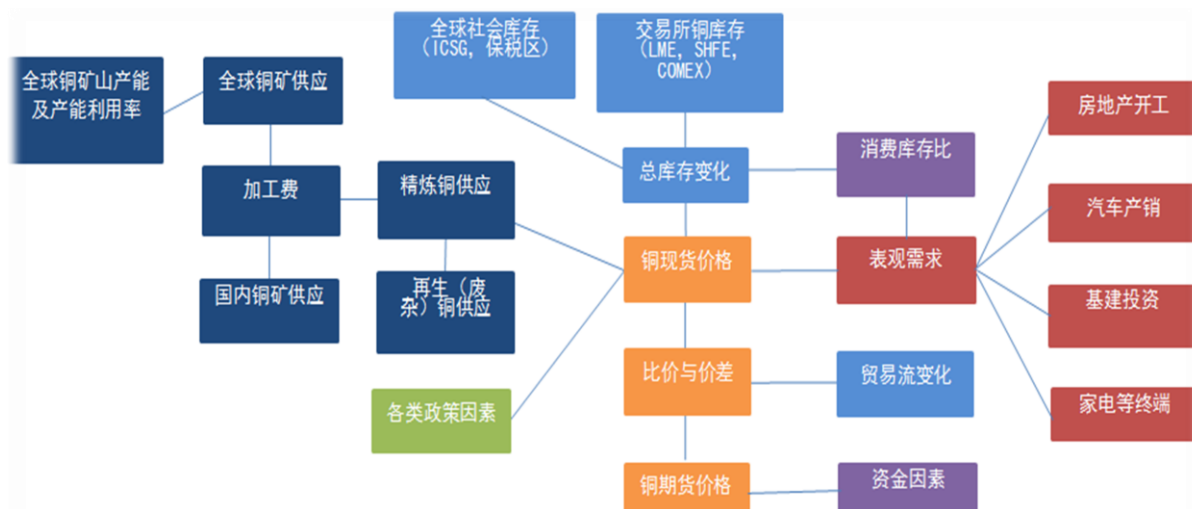 全球社会库存
(ICSG, 保税区)
交易所铜库存
(LME, SHFE,
COMEX)
全球铜矿山产能
及产能利用率
全球铜矿供应
房地产开工
消费库存比
总库存变化
加工费
精炼铜供应
汽车产销
铜现货价格
表观需求
国内铜矿供应
再生(废
杂)铜供应
基建投资
比价与价差
贸易流变化
各类政策因素
家电等终端
铜期货价格
资金因素